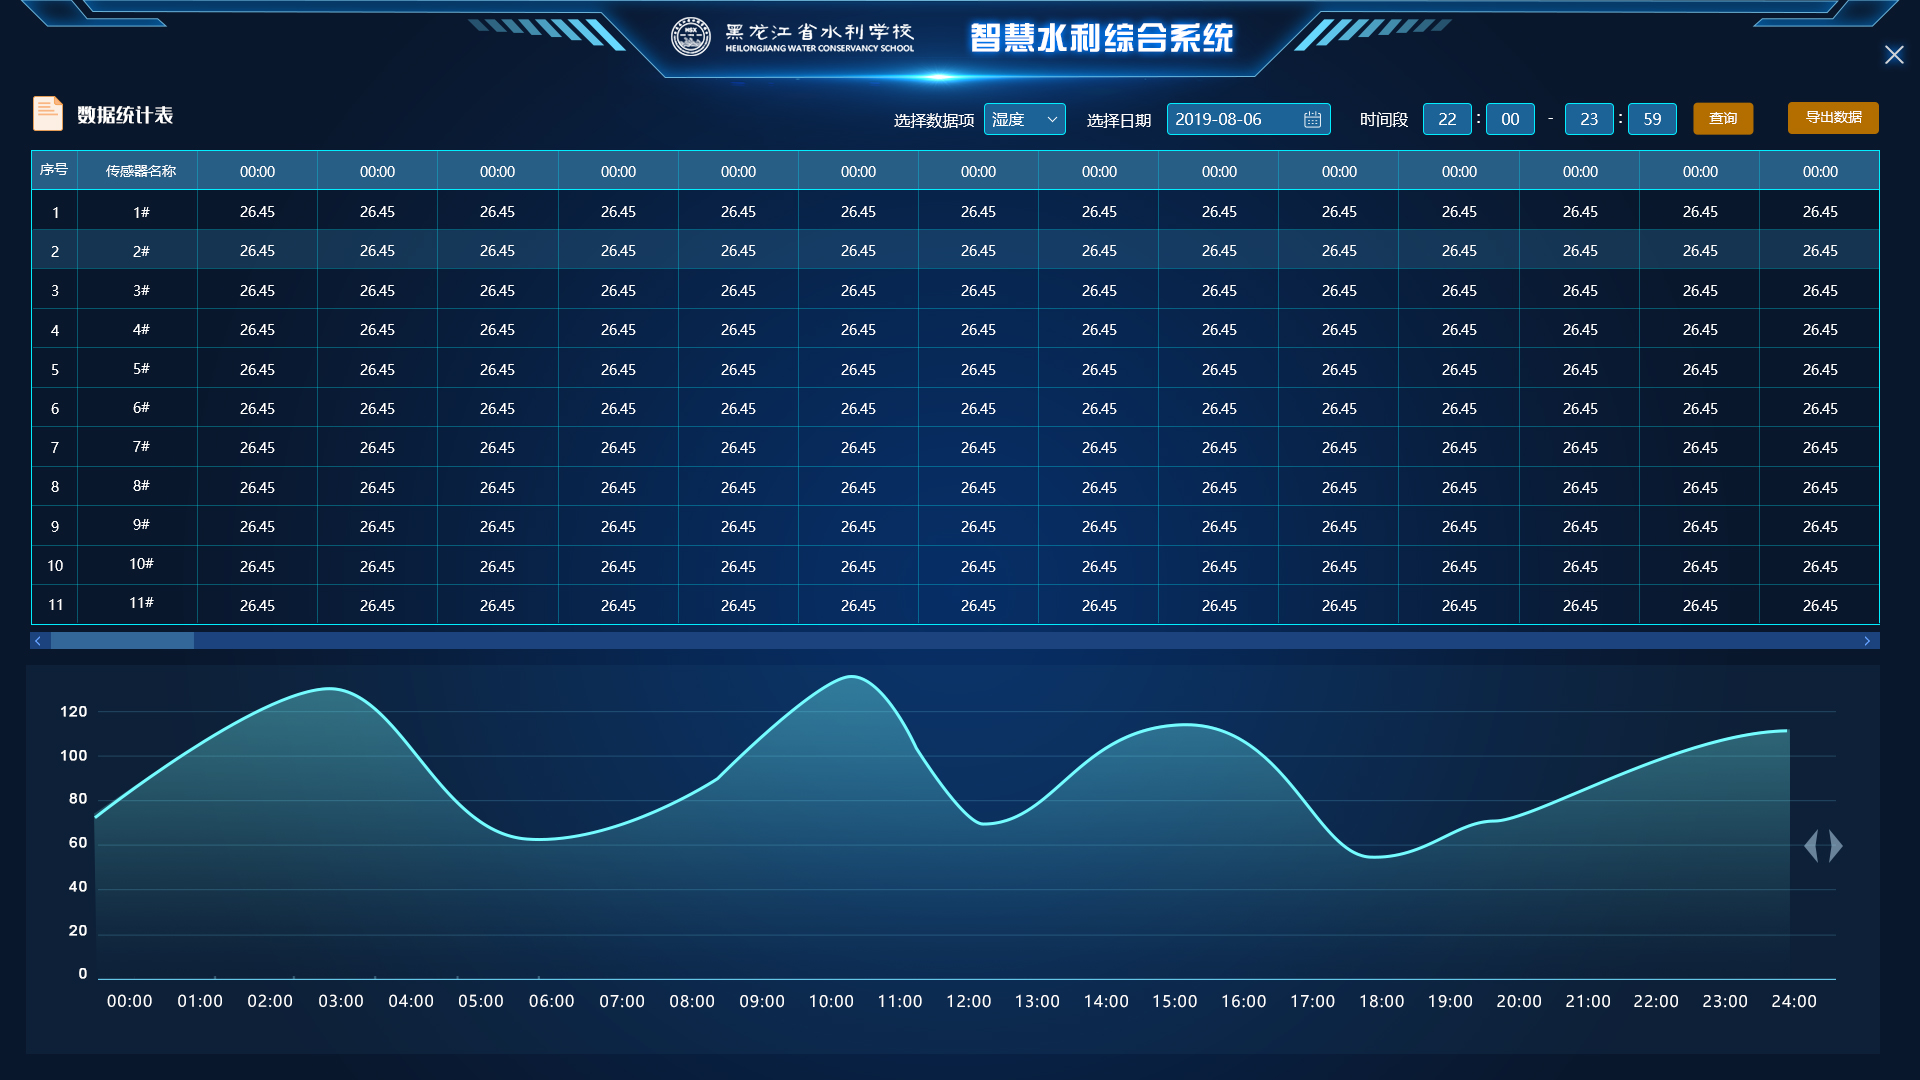 黑龙江省水利学校
HEILONGJIANG WATER CONSERVANCY SCHOOL
智慧水利综合系统
数据统计表
选择数据项 湿度 选择日期 2019-08-06 时间段 22 : 00 - 23 : 59 查询 导出数据
序号 传感器名称 00:00 00:00 00:00 00:00 00:00 00:00 00:00 00:00 00:00 00:00 00:00 00:00 00:00 00:00
1 1# 26.45 26.45 26.45 26.45 26.45 26.45 26.45 26.45 26.45 26.45 26.45 26.45 26.45 26.45
2 2# 26.45 26.45 26.45 26.45 26.45 26.45 26.45 26.45 26.45 26.45 26.45 26.45 26.45 26.45
3 3# 26.45 26.45 26.45 26.45 26.45 26.45 26.45 26.45 26.45 26.45 26.45 26.45 26.45 26.45
4 4# 26.45 26.45 26.45 26.45 26.45 26.45 26.45 26.45 26.45 26.45 26.45 26.45 26.45 26.45
5 5# 26.45 26.45 26.45 26.45 26.45 26.45 26.45 26.45 26.45 26.45 26.45 26.45 26.45 26.45
6 6# 26.45 26.45 26.45 26.45 26.45 26.45 26.45 26.45 26.45 26.45 26.45 26.45 26.45 26.45
7 7# 26.45 26.45 26.45 26.45 26.45 26.45 26.45 26.45 26.45 26.45 26.45 26.45 26.45 26.45
8 8# 26.45 26.45 26.45 26.45 26.45 26.45 26.45 26.45 26.45 26.45 26.45 26.45 26.45 26.45
9 9# 26.45 26.45 26.45 26.45 26.45 26.45 26.45 26.45 26.45 26.45 26.45 26.45 26.45 26.45
10 10# 26.45 26.45 26.45 26.45 26.45 26.45 26.45 26.45 26.45 26.45 26.45 26.45 26.45 26.45
11 11# 26.45 26.45 26.45 26.45 26.45 26.45 26.45 26.45 26.45 26.45 26.45 26.45 26.45 26.45
120
100
80
60
40
20
0
00:00 01:00 02:00 03:00 04:00 05:00 06:00 07:00 08:00 09:00 10:00 11:00 12:00 13:00 14:00 15:00 16:00 17:00 18:00 19:00 20:00 21:00 22:00 23:00 24:00